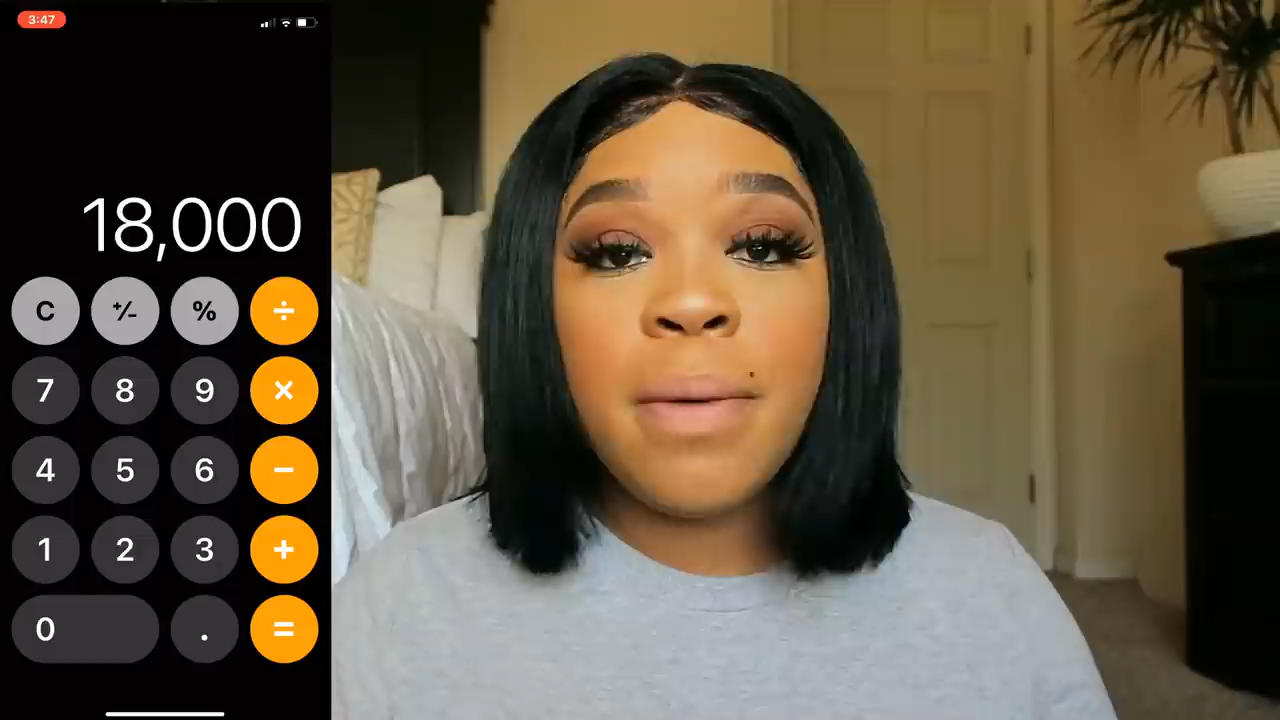 3:47
18,000
C +/- % ÷
7 8 9 ×
4 5 6 −
1 2 3 +
0 . =